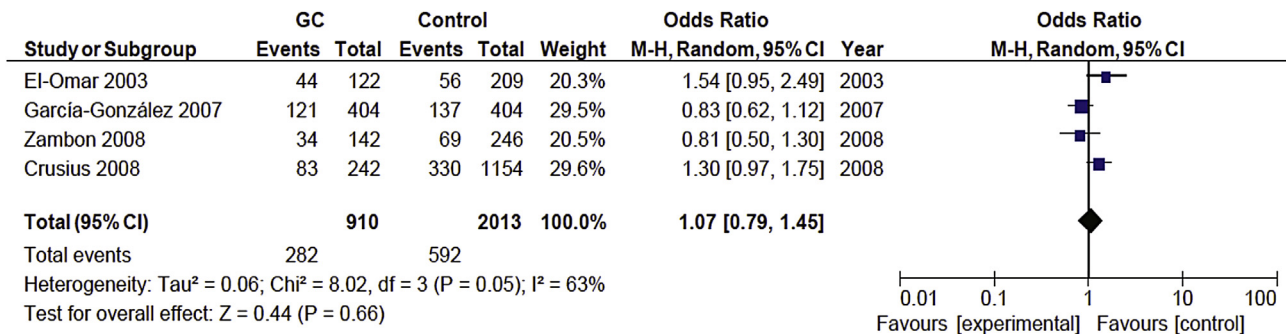 GC Control Odds Ratio Odds Ratio
Study or Subgroup Events Total Events Total Weight M-H, Random, 95% CI Year M-H, Random, 95% CI
El-Omar 2003 44 122 56 209 20.3% 1.54 [0.95, 2.49] 2003
García-González 2007 121 404 137 404 29.5% 0.83 [0.62, 1.12] 2007
Zambon 2008 34 142 69 246 20.5% 0.81 [0.50, 1.30] 2008
Crusius 2008 83 242 330 1154 29.6% 1.30 [0.97, 1.75] 2008
Total (95% CI) 910 2013 100.0% 1.07 [0.79, 1.45]
Total events 282 592
Heterogeneity: Tau² = 0.06; Chi² = 8.02, df = 3 (P = 0.05); I² = 63%
Test for overall effect: Z = 0.44 (P = 0.66)
0.01 0.1 1 10 100
Favours [experimental] Favours [control]